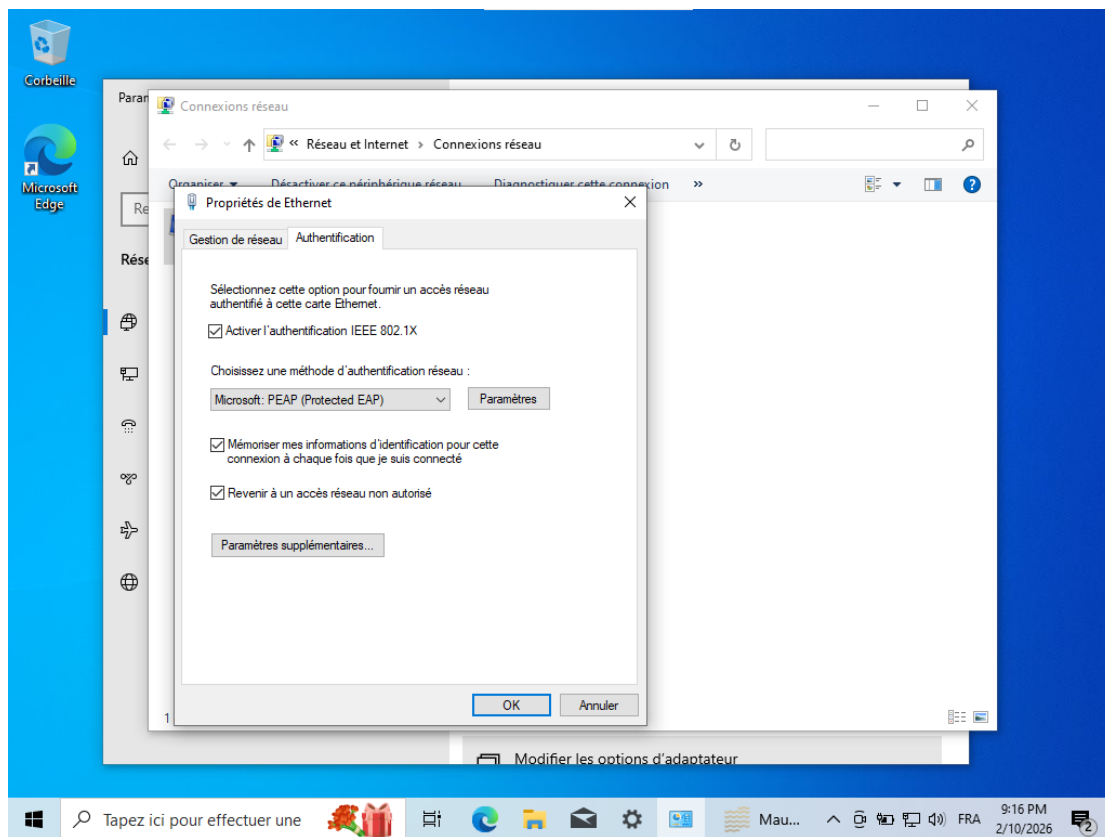 Corbeille
Microsoft
Edge
Connexions réseau
« Réseau et Internet › Connexions réseau
Organiser Désactiver ce périphérique réseau Diagnostiquer cette connexion »
Propriétés de Ethernet
Gestion de réseau Authentification
Sélectionnez cette option pour fournir un accès réseau
authentifié à cette carte Ethernet.
Activer l'authentification IEEE 802.1X
Choisissez une méthode d'authentification réseau :
Microsoft: PEAP (Protected EAP) Paramètres
Mémoriser mes informations d'identification pour cette
connexion à chaque fois que je suis connecté
Revenir à un accès réseau non autorisé
Paramètres supplémentaires...
OK Annuler
1
Modifier les options d'adaptateur
Tapez ici pour effectuer une
Mau... FRA
9:16 PM
2/10/2026
2